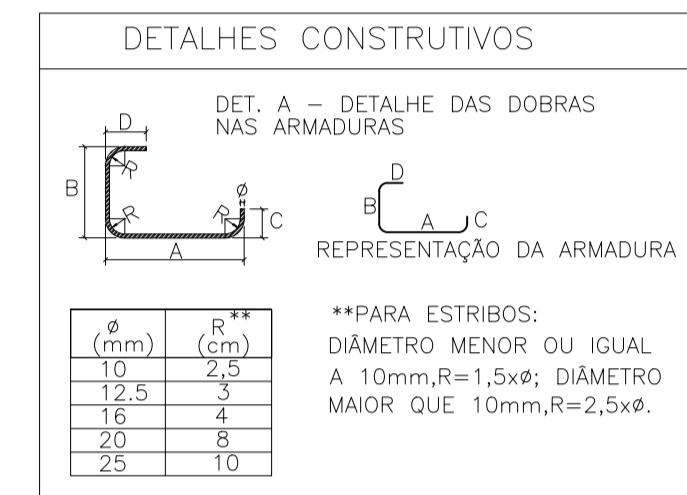 DETALHES CONSTRUTIVOS
DET. A – DETALHE DAS DOBRAS
NAS ARMADURAS
D
B
R
R
R
Ø
C
A
D
B
A
C
REPRESENTAÇÃO DA ARMADURA
Ø (mm) R** (cm)
10 2,5
12.5 3
16 4
20 8
25 10
**PARA ESTRIBOS:
DIÂMETRO MENOR OU IGUAL
A 10mm,R=1,5xØ; DIÂMETRO
MAIOR QUE 10mm,R=2,5xØ.